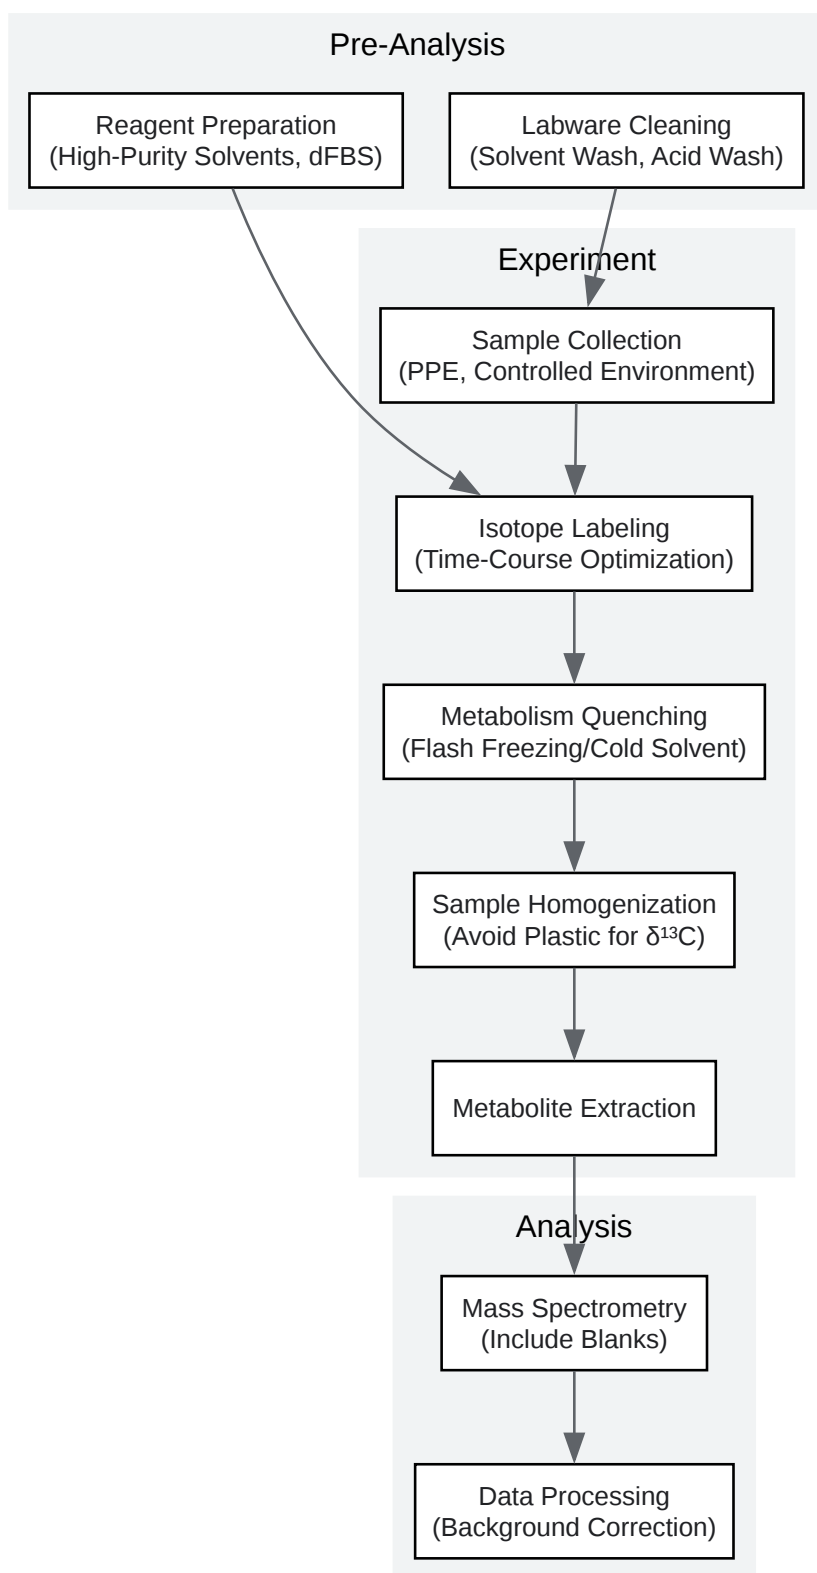 Pre-Analysis
Reagent Preparation
(High-Purity Solvents, dFBS)
Labware Cleaning
(Solvent Wash, Acid Wash)
Experiment
Sample Collection
(PPE, Controlled Environment)
Isotope Labeling
(Time-Course Optimization)
Metabolism Quenching
(Flash Freezing/Cold Solvent)
Sample Homogenization
(Avoid Plastic for δ¹³C)
Metabolite Extraction
Analysis
Mass Spectrometry
(Include Blanks)
Data Processing
(Background Correction)